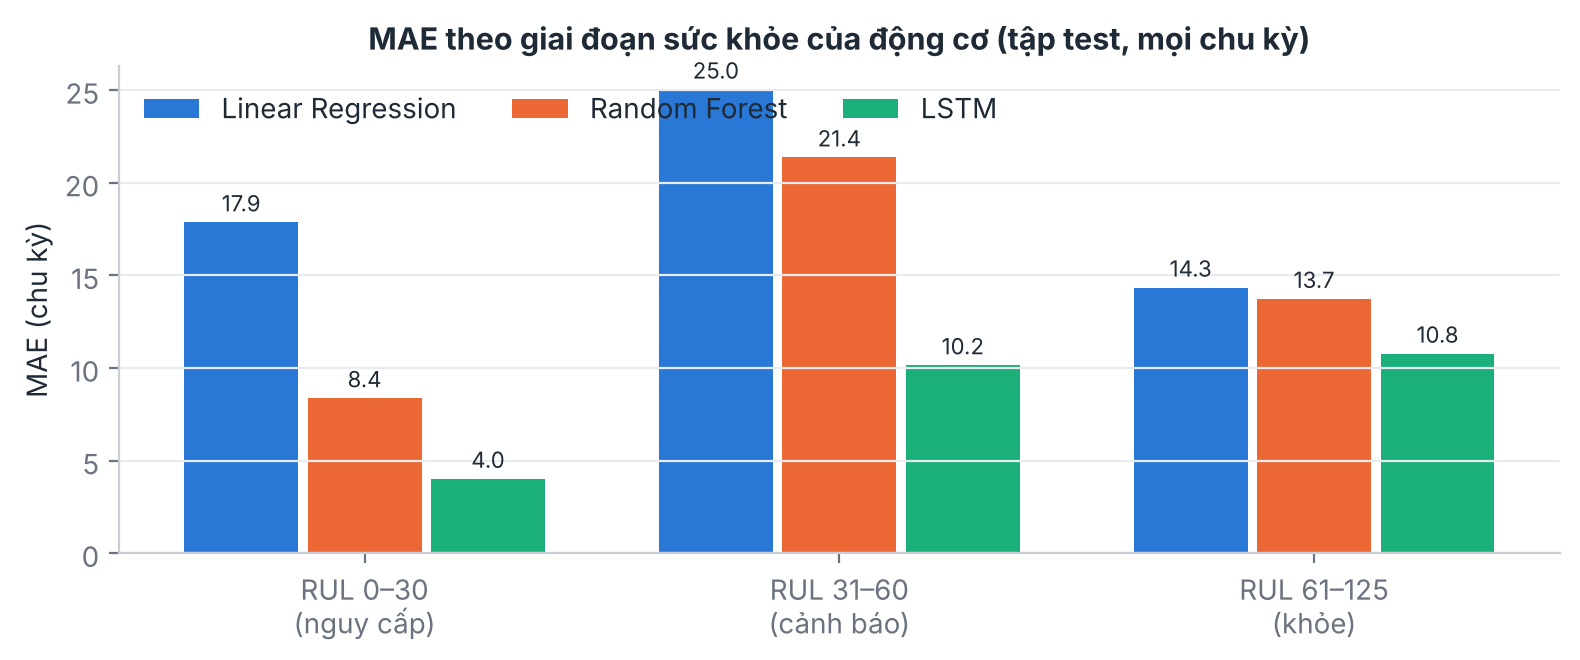 MAE theo giai đoạn sức khỏe của động cơ (tập test, mọi chu kỳ)
Linear Regression Random Forest LSTM
MAE (chu kỳ)
25
20
15
10
5
0
17.9
8.4
4.0
25.0
21.4
10.2
14.3
13.7
10.8
RUL 0–30
(nguy cấp)
RUL 31–60
(cảnh báo)
RUL 61–125
(khỏe)